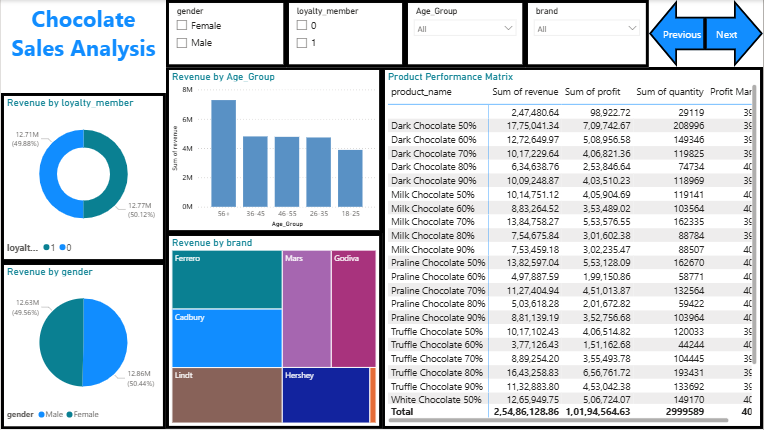 Chocolate
Sales Analysis
gender
Female
Male
loyalty_member
0
1
Age_Group
All
brand
All
Previous
Next
Revenue by loyalty_member
12.71M
(49.88%)
12.77M
(50.12%)
loyalt... 1 0
Revenue by gender
12.63M
(49.56%)
12.86M
(50.44%)
gender Male Female
Revenue by Age_Group
Sum of revenue
8M
6M
4M
2M
0M
56+ 36-45 46-55 26-35 18-25
Age_Group
Revenue by brand
Ferrero
Mars
Godiva
Cadbury
Lindt
Hershey
Product Performance Matrix
product_name Sum of revenue Sum of profit Sum of quantity Profit Mar
2,47,480.64 98,922.72 29119 39
Dark Chocolate 50% 17,75,041.34 7,09,742.67 208996 39
Dark Chocolate 60% 12,72,649.97 5,08,956.58 149346 39
Dark Chocolate 70% 10,17,229.64 4,06,821.36 119825 39
Dark Chocolate 80% 6,34,638.76 2,53,846.64 74734 40
Dark Chocolate 90% 10,09,248.87 4,03,510.23 118969 39
Milk Chocolate 50% 10,14,751.12 4,05,904.69 119141 40
Milk Chocolate 60% 8,83,264.52 3,53,489.02 103564 40
Milk Chocolate 70% 13,84,758.27 5,53,576.55 162335 39
Milk Chocolate 80% 7,54,675.84 3,01,602.38 88784 39
Milk Chocolate 90% 7,53,459.18 3,02,235.47 88507 40
Praline Chocolate 50% 13,82,597.04 5,53,128.09 162670 40
Praline Chocolate 60% 4,97,887.59 1,99,150.86 58771 40
Praline Chocolate 70% 11,27,404.94 4,51,013.87 132564 40
Praline Chocolate 80% 5,03,618.28 2,01,672.82 59422 40
Praline Chocolate 90% 8,81,139.19 3,52,756.68 103964 40
Truffle Chocolate 50% 10,17,102.43 4,06,514.82 120033 39
Truffle Chocolate 60% 3,77,126.43 1,51,162.68 44244 40
Truffle Chocolate 70% 8,89,254.20 3,55,493.78 104445 39
Truffle Chocolate 80% 16,43,258.83 6,56,761.72 193431 39
Truffle Chocolate 90% 11,32,883.80 4,53,042.38 133692 39
White Chocolate 50% 12,65,949.75 5,06,724.07 149170 40
Total 2,54,86,128.86 1,01,94,564.63 2999589 40